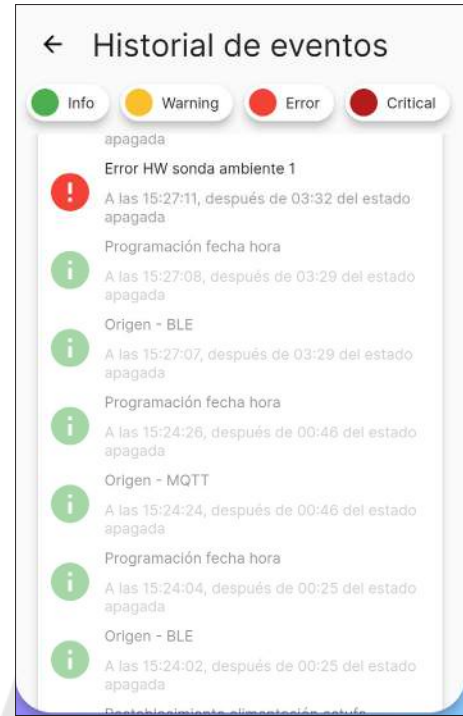 Historial de eventos
Info
Warning
Error
Critical
apagada
Error HW sonda ambiente 1
A las 15:27:11, después de 03:32 del estado
apagada
Programación fecha hora
A las 15:27:08, después de 03:29 del estado
apagada
Origen - BLE
A las 15:27:07, después de 03:29 del estado
apagada
Programación fecha hora
A las 15:24:26, después de 00:46 del estado
apagada
Origen - MQTT
A las 15:24:24, después de 00:46 del estado
apagada
Programación fecha hora
A las 15:24:04, después de 00:25 del estado
apagada
Origen - BLE
A las 15:24:02, después de 00:25 del estado
apagada